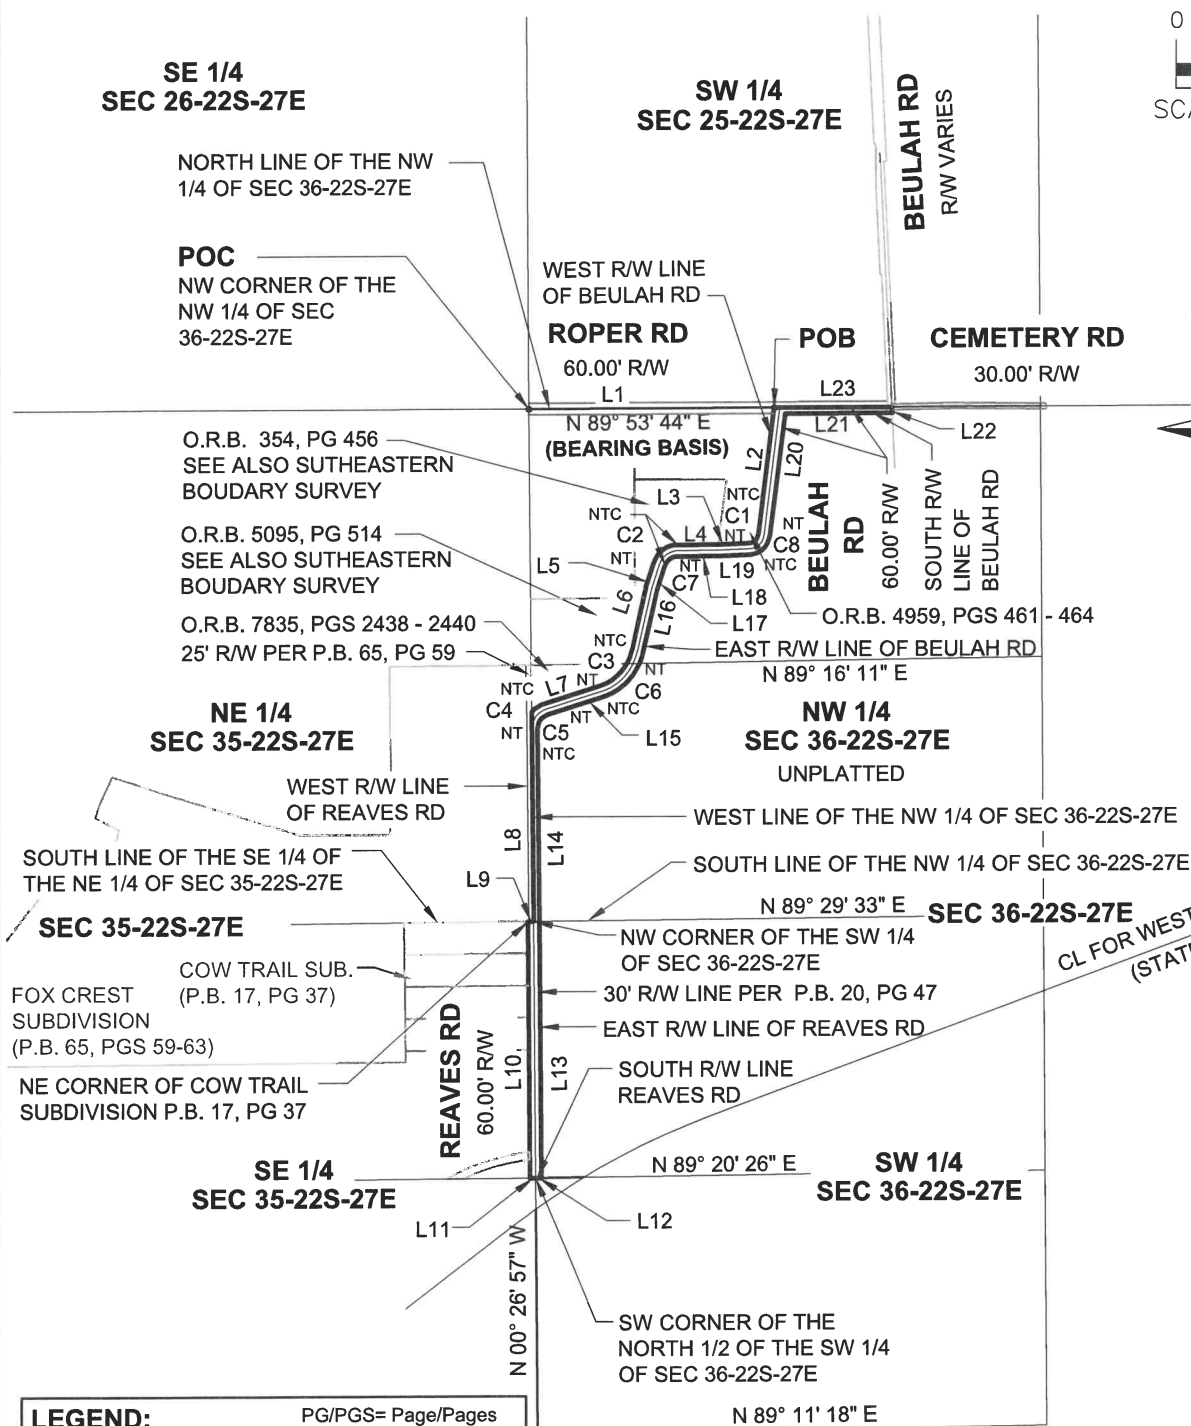 0
SE 1/4
SEC 26-22S-27E
SW 1/4
SEC 25-22S-27E
BEULAH RD
R/W VARIES
NORTH LINE OF THE NW
1/4 OF SEC 36-22S-27E
POC
NW CORNER OF THE
NW 1/4 OF SEC
36-22S-27E
WEST R/W LINE
OF BEULAH RD
ROPER RD
60.00' R/W
POB
CEMETERY RD
30.00' R/W
L1
L23
N 89° 53' 44" E
(BEARING BASIS)
L21
L22
O.R.B. 354, PG 456
SEE ALSO SUTHEASTERN
BOUDARY SURVEY
L2
L20
L3
NTC
C1
NTC
C2
L4
NT
NT
C8
NTC
BEULAH
RD
60.00' R/W
SOUTH R/W
LINE OF
BEULAH RD
O.R.B. 5095, PG 514
SEE ALSO SUTHEASTERN
BOUDARY SURVEY
NT
L5
NT
C7
L19
L18
L6
L16
L17
O.R.B. 4959, PGS 461 - 464
O.R.B. 7835, PGS 2438 - 2440
25' R/W PER P.B. 65, PG 59
NTC
C3
EAST R/W LINE OF BEULAH RD
N 89° 16' 11" E
NT
C6
NTC
NT
L7
NTC
C4
NT
NT
C5
NTC
L15
NE 1/4
SEC 35-22S-27E
NW 1/4
SEC 36-22S-27E
UNPLATTED
WEST R/W LINE
OF REAVES RD
WEST LINE OF THE NW 1/4 OF SEC 36-22S-27E
L8
L14
SOUTH LINE OF THE SE 1/4 OF
THE NE 1/4 OF SEC 35-22S-27E
SOUTH LINE OF THE NW 1/4 OF SEC 36-22S-27E
L9
SEC 35-22S-27E
N 89° 29' 33" E
SEC 36-22S-27E
NW CORNER OF THE SW 1/4
OF SEC 36-22S-27E
CL FOR WEST
(STAT
COW TRAIL SUB.
(P.B. 17, PG 37)
FOX CREST
SUBDIVISION
(P.B. 65, PGS 59-63)
30' R/W LINE PER P.B. 20, PG 47
EAST R/W LINE OF REAVES RD
REAVES RD
60.00' R/W
L10
L13
NE CORNER OF COW TRAIL
SUBDIVISION P.B. 17, PG 37
SOUTH R/W LINE
REAVES RD
SE 1/4
SEC 35-22S-27E
N 89° 20' 26" E
SW 1/4
SEC 36-22S-27E
L11
L12
N 00° 26' 57" W
SW CORNER OF THE
NORTH 1/2 OF THE SW 1/4
OF SEC 36-22S-27E
LEGEND:
PG/PGS= Page/Pages
N 89° 11' 18" E